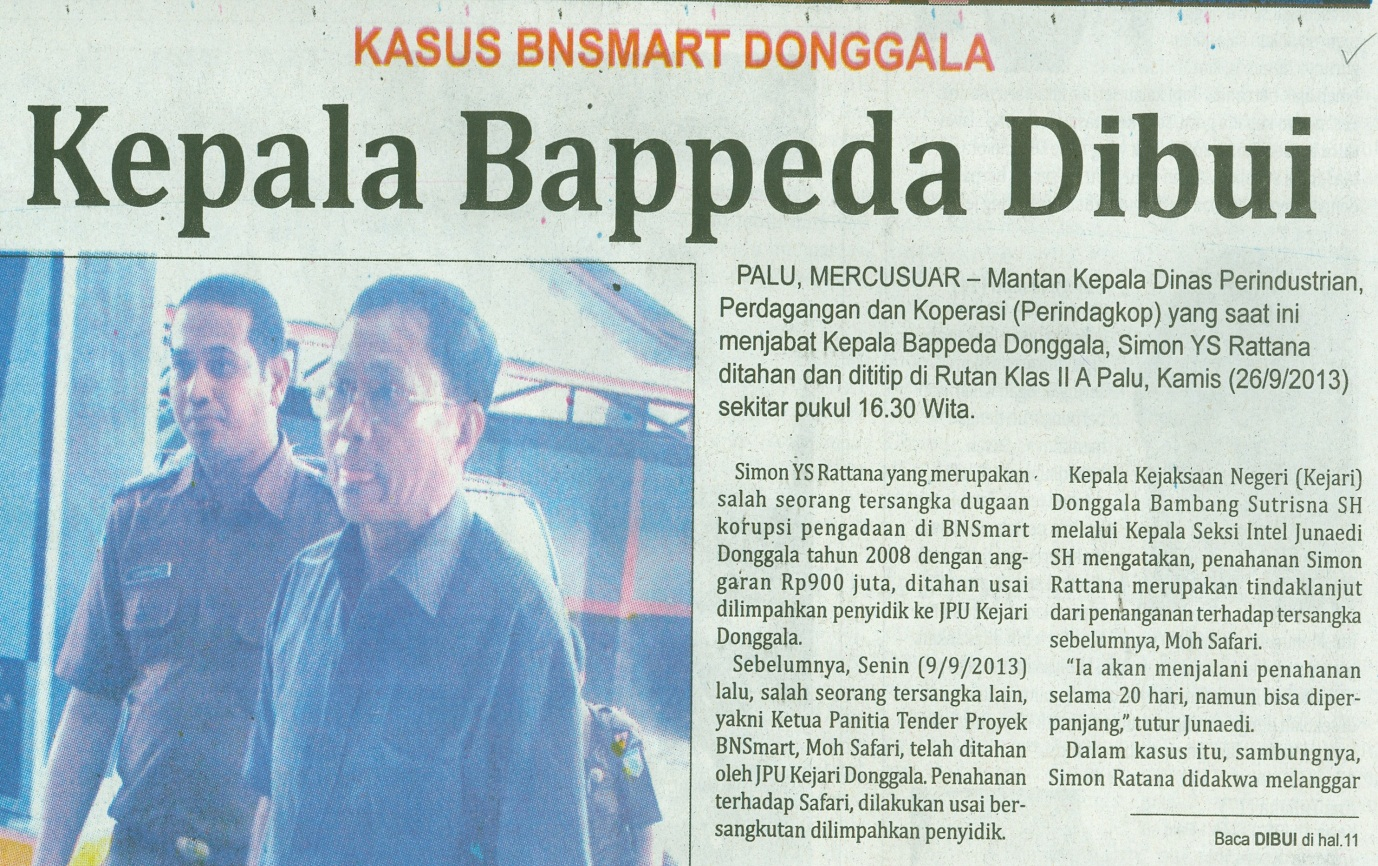 KASUS BNSMART DONGGALA
Kepala Bappeda Dibui
PALU, MERCUSUAR – Mantan Kepala Dinas Perindustrian,
Perdagangan dan Koperasi (Perindagkop) yang saat ini
menjabat Kepala Bappeda Donggala, Simon YS Rattana
ditahan dan dititip di Rutan Klas II A Palu, Kamis (26/9/2013)
sekitar pukul 16.30 Wita.
Simon YS Rattana yang merupakan
salah seorang tersangka dugaan
korupsi pengadaan di BNSmart
Donggala tahun 2008 dengan ang-
garan Rp900 juta, ditahan usai
dilimpahkan penyidik ke JPU Kejari
Donggala.
Sebelumnya, Senin (9/9/2013)
lalu, salah seorang tersangka lain,
yakni Ketua Panitia Tender Proyek
BNSmart, Moh Safari, telah ditahan
oleh JPU Kejari Donggala. Penahanan
terhadap Safari, dilakukan usai ber-
sangkutan dilimpahkan penyidik.
Kepala Kejaksaan Negeri (Kejari)
Donggala Bambang Sutrisna SH
melalui Kepala Seksi Intel Junaedi
SH mengatakan, penahanan Simon
Rattana merupakan tindaklanjut
dari penanganan terhadap tersangka
sebelumnya, Moh Safari.
“Ia akan menjalani penahanan
selama 20 hari, namun bisa diper-
panjang,” tutur Junaedi.
Dalam kasus itu, sambungnya,
Simon Ratana didakwa melanggar
Baca DIBUI di hal.11